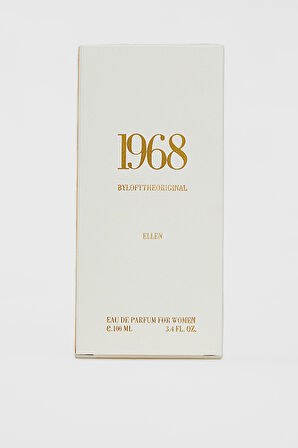 1968
BYLOFTTHEORIGINAL
ELLEN
EAU DE PARFUM FOR WOMEN
e.100 ML 3.4 FL. OZ.